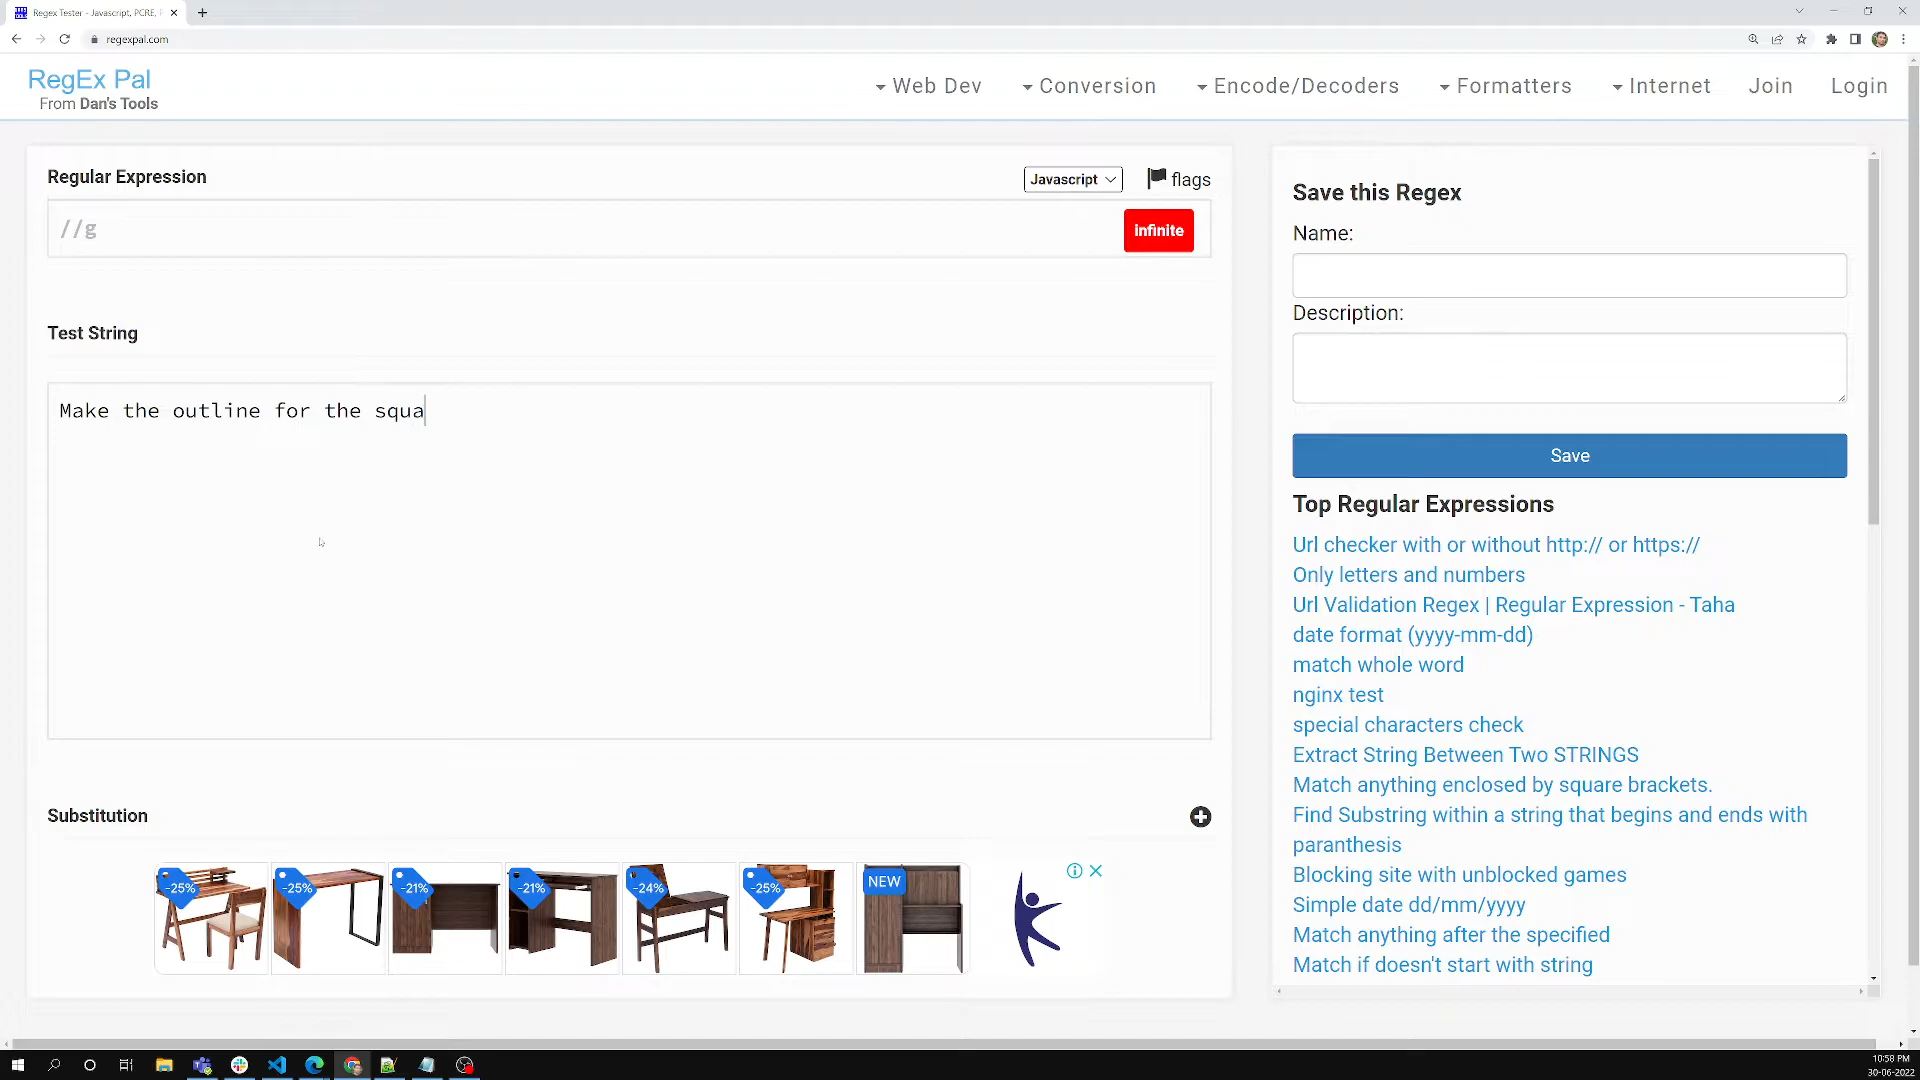 Regex Tester - Javascript, PCRE, P
regexpal.com
RegEx Pal
From Dan's Tools
Web Dev
Conversion
Encode/Decoders
Formatters
Internet
Join
Login
Regular Expression
Javascript
flags
//g
infinite
Test String
Make the outline for the squa
Substitution
-25%
-25%
-21%
-21%
-24%
-25%
NEW
Save this Regex
Name:
Description:
Save
Top Regular Expressions
Url checker with or without http:// or https://
Only letters and numbers
Url Validation Regex | Regular Expression - Taha
date format (yyyy-mm-dd)
match whole word
nginx test
special characters check
Extract String Between Two STRINGS
Match anything enclosed by square brackets.
Find Substring within a string that begins and ends with
paranthesis
Blocking site with unblocked games
Simple date dd/mm/yyyy
Match anything after the specified
Match if doesn't start with string
10:58 PM
30-06-2022